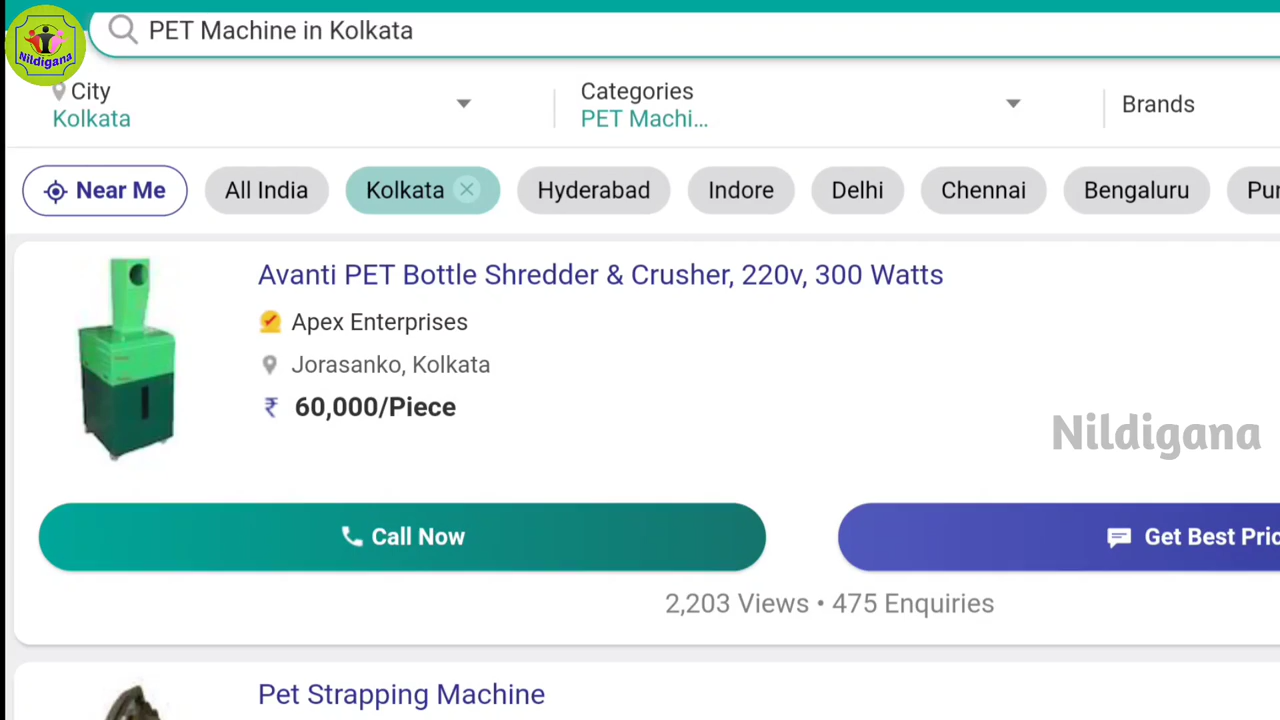 Nildigana
PET Machine in Kolkata
City
Kolkata
Categories
PET Machi...
Brands
Near Me
All India
Kolkata
Hyderabad
Indore
Delhi
Chennai
Bengaluru
Avanti PET Bottle Shredder & Crusher, 220v, 300 Watts
Apex Enterprises
Jorasanko, Kolkata
₹ 60,000/Piece
Nildigana
Call Now
Get Best
2,203 Views • 475 Enquiries
Pet Strapping Machine